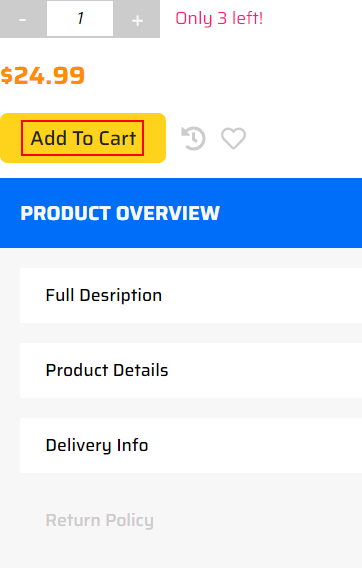 - 1 + Only 3 left!
$24.99
Add To Cart
PRODUCT OVERVIEW
Full Desription
Product Details
Delivery Info
Return Policy